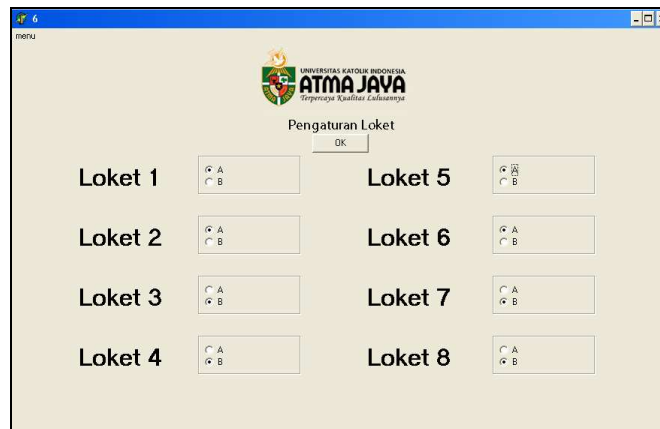 6
menu
UNIVERSITAS KATOLIK INDONESIA
ATMA JAYA
Terpercaya Kualitas Lulusannya
Pengaturan Loket
OK
Loket 1
A
B
Loket 5
A
B
Loket 2
A
B
Loket 6
A
B
Loket 3
A
B
Loket 7
A
B
Loket 4
A
B
Loket 8
A
B